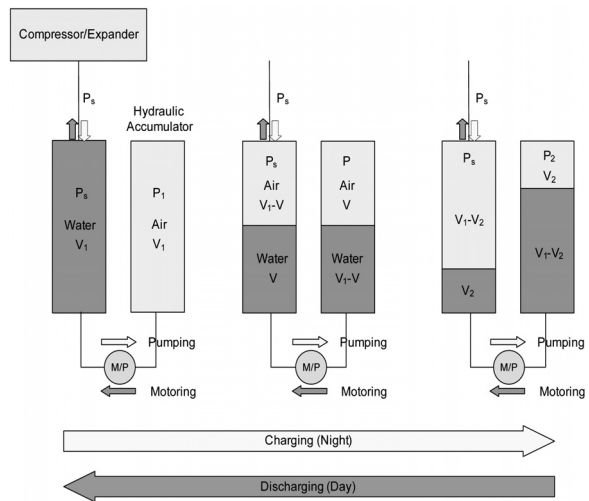 Compressor/Expander
Pₛ
Hydraulic
Accumulator
Pₛ
Water
V₁
P₁
Air
V₁
Pumping
M/P
Motoring
Pₛ
Pₛ
Air
V₁-V
Water
V
P
Air
V
Water
V₁-V
Pumping
M/P
Motoring
Pₛ
Pₛ
V₁-V₂
V₂
P₂
V₂
V₁-V₂
Pumping
M/P
Motoring
Charging (Night)
Discharging (Day)